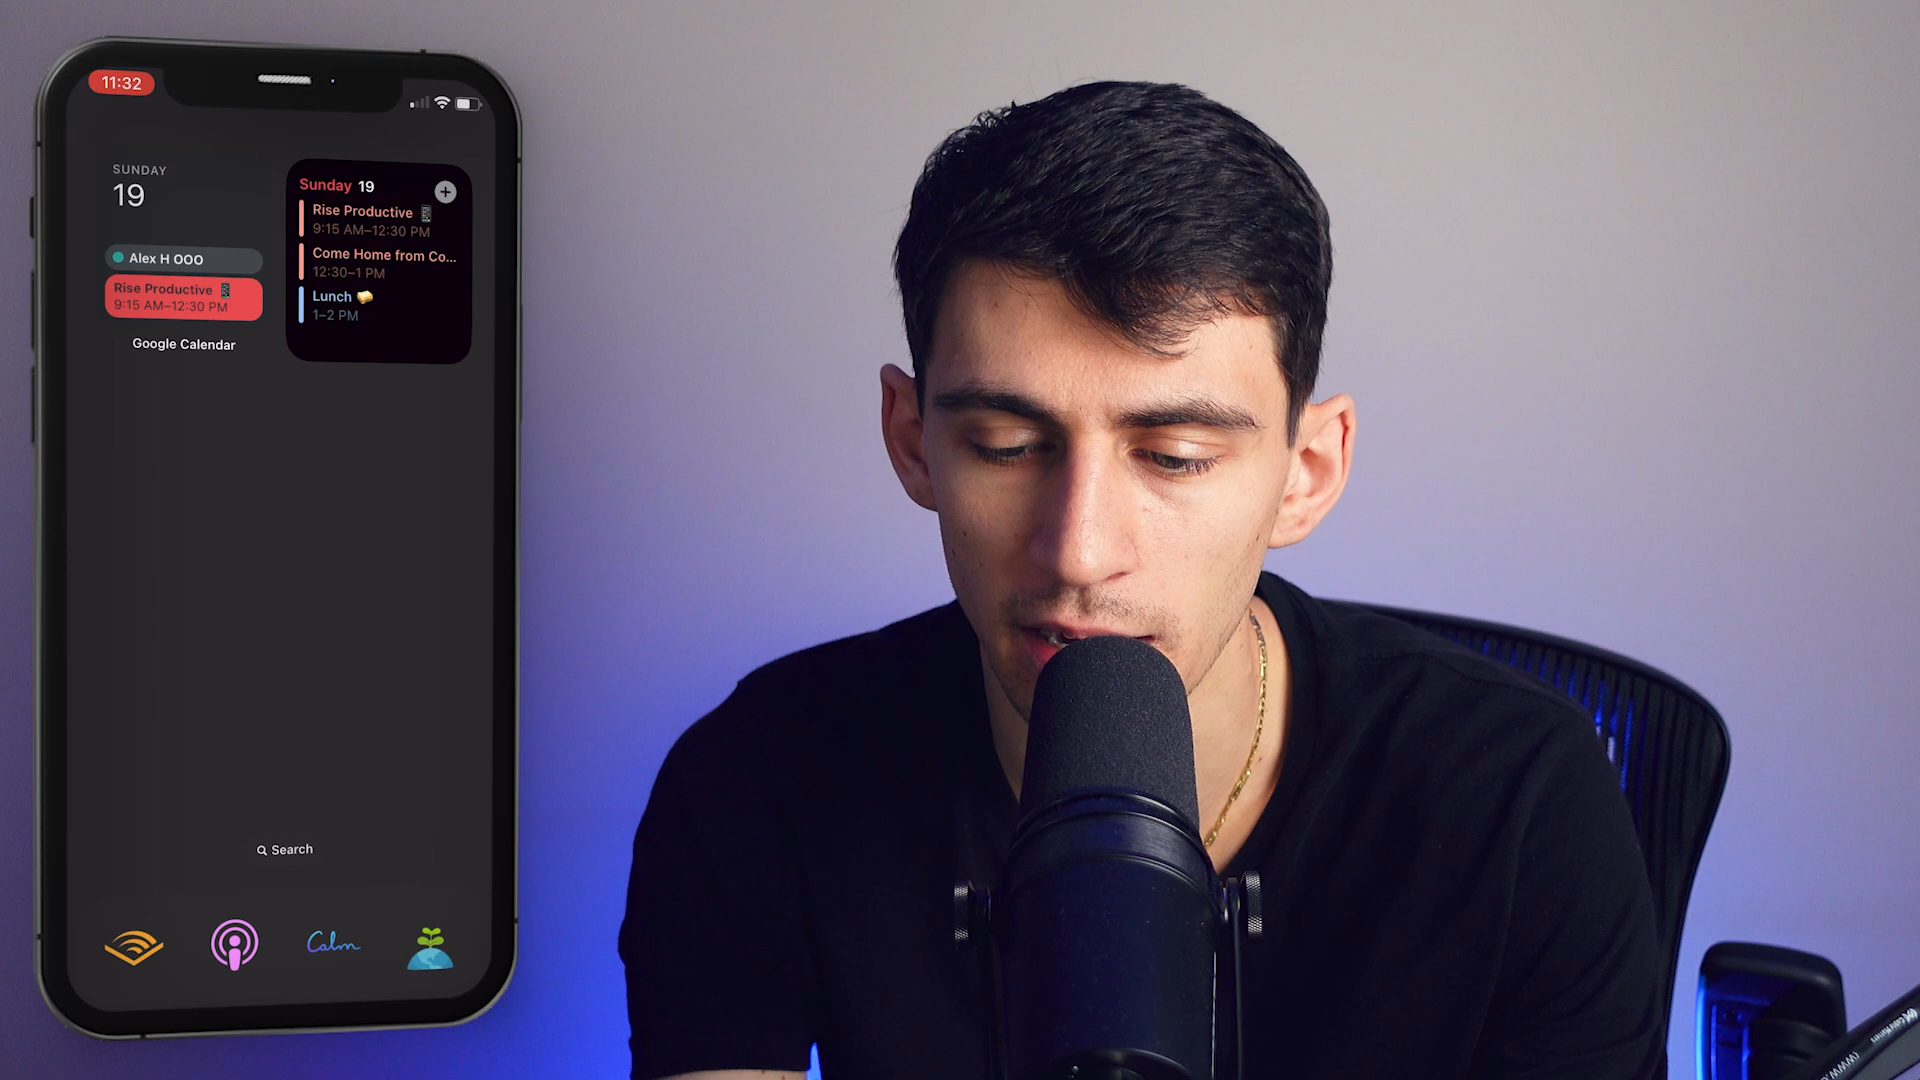 11:32
SUNDAY
19
Alex H OOO
Rise Productive
9:15 AM–12:30 PM
Google Calendar
Sunday 19
Rise Productive
9:15 AM–12:30 PM
Come Home from Co...
12:30–1 PM
Lunch
1–2 PM
Search
Calm